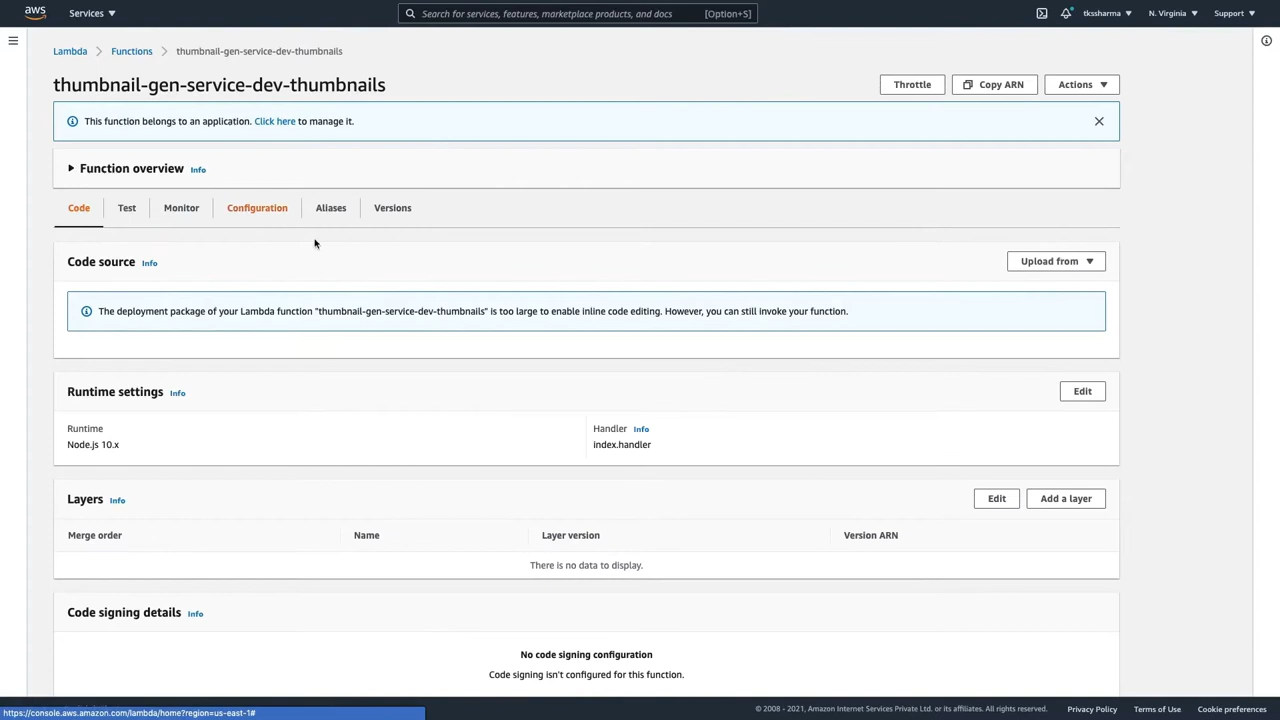 aws Services Search for services, features, marketplace products, and docs [Option+S] tkssharma N. Virginia Support
Lambda > Functions > thumbnail-gen-service-dev-thumbnails
thumbnail-gen-service-dev-thumbnails Throttle Copy ARN Actions
This function belongs to an application. Click here to manage it.
Function overview Info
Code Test Monitor Configuration Aliases Versions
Code source Info Upload from
The deployment package of your Lambda function "thumbnail-gen-service-dev-thumbnails" is too large to enable inline code editing. However, you can still invoke your function.
Runtime settings Info Edit
Runtime Handler Info
Node.js 10.x index.handler
Layers Info Edit Add a layer
Merge order Name Layer version Version ARN
There is no data to display.
Code signing details Info
No code signing configuration
Code signing isn't configured for this function.
https://console.aws.amazon.com/lambda/home?region=us-east-1# © 2008 - 2021, Amazon Internet Services Private Ltd. or its affiliates. All rights reserved. Privacy Policy Terms of Use Cookie preferences